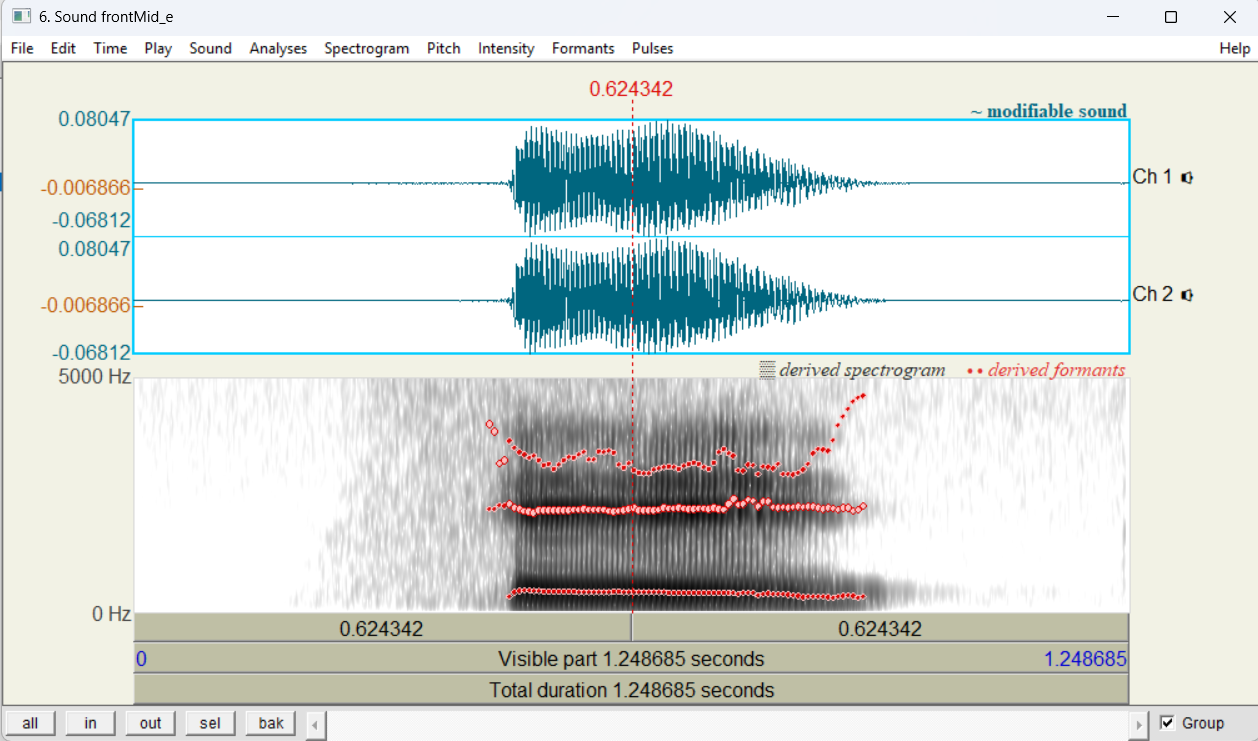 6. Sound frontMid_e
File Edit Time Play Sound Analyses Spectrogram Pitch Intensity Formants Pulses Help
0.624342
~ modifiable sound
0.08047
-0.006866
-0.06812
Ch 1
0.08047
-0.006866
-0.06812
Ch 2
5000 Hz
derived spectrogram
derived formants
0 Hz
0.624342 0.624342
0 Visible part 1.248685 seconds 1.248685
Total duration 1.248685 seconds
all in out sel bak Group